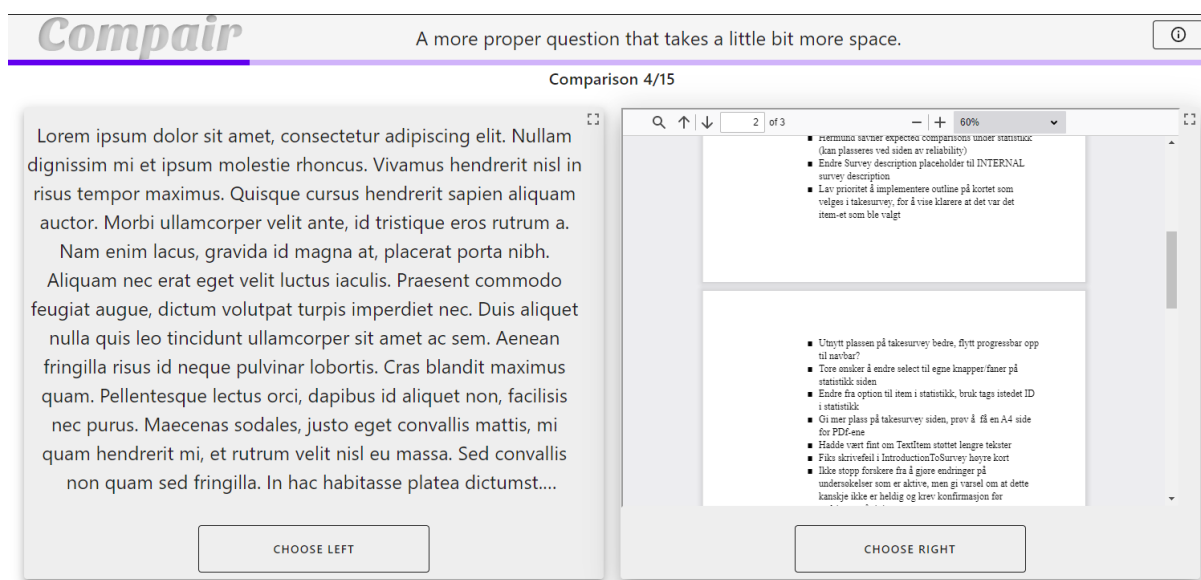 Compair
A more proper question that takes a little bit more space.
Comparison 4/15
Lorem ipsum dolor sit amet, consectetur adipiscing elit. Nullam
dignissim mi et ipsum molestie rhoncus. Vivamus hendrerit nisl in
risus tempor maximus. Quisque cursus hendrerit sapien aliquam
auctor. Morbi ullamcorper velit ante, id tristique eros rutrum a.
Nam enim lacus, gravida id magna at, placerat porta nibh.
Aliquam nec erat eget velit luctus iaculis. Praesent commodo
feugiat augue, dictum volutpat turpis imperdiet nec. Duis aliquet
nulla quis leo tincidunt ullamcorper sit amet ac sem. Aenean
fringilla risus id neque pulvinar lobortis. Cras blandit maximus
quam. Pellentesque lectus orci, dapibus id aliquet non, facilisis
nec purus. Maecenas sodales, justo eget convallis mattis, mi
quam hendrerit mi, et rutrum velit nisl eu massa. Sed convallis
non quam sed fringilla. In hac habitasse platea dictumst....
CHOOSE LEFT
2 of 3
60%
Hermund savner expected comparisons under statistikk
(kan plasseres ved siden av reliability)
Endre Survey description placeholder til INTERNAL
survey description
Lav prioritet å implementere outline på kortet som
velges i takesurvey, for å vise klarere at det var det
item-et som ble valgt
Utnytt plassen på takesurvey bedre, flytt progressbar opp
til navbar?
Tore ønsker å endre select til egne knapper/faner på
statistikk siden
Endre fra option til item i statistikk, bruk tags istedet ID
i statistikk
Gi mer plass på takesurvey siden, prøv å få en A4 side
for PDf-ene
Hadde vært fint om TextItem støttet lengre tekster
Fiks skrivefeil i IntroductionToSurvey høyre kort
Ikke stopp forskere fra å gjøre endringer på
undersøkelser som er aktive, men gi varsel om at dette
kanskje ikke er heldig og krev konfirmasjon før
CHOOSE RIGHT